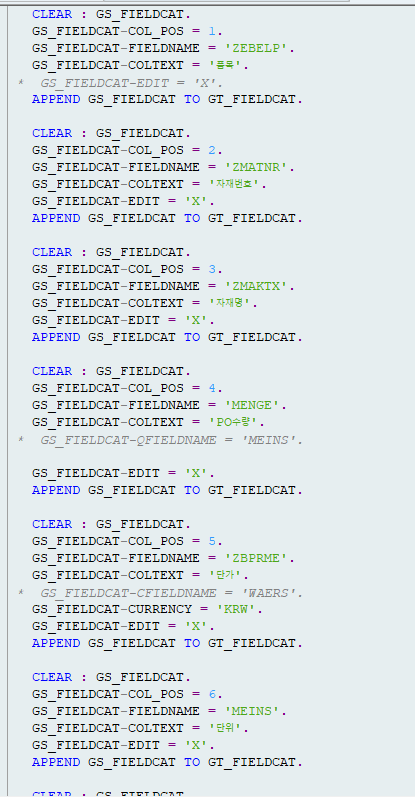 CLEAR : GS_FIELDCAT.
GS_FIELDCAT-COL_POS = 1.
GS_FIELDCAT-FIELDNAME = 'ZEBELP'.
GS_FIELDCAT-COLTEXT = '품목'.
* GS_FIELDCAT-EDIT = 'X'.
APPEND GS_FIELDCAT TO GT_FIELDCAT.
CLEAR : GS_FIELDCAT.
GS_FIELDCAT-COL_POS = 2.
GS_FIELDCAT-FIELDNAME = 'ZMATNR'.
GS_FIELDCAT-COLTEXT = '자재번호'.
GS_FIELDCAT-EDIT = 'X'.
APPEND GS_FIELDCAT TO GT_FIELDCAT.
CLEAR : GS_FIELDCAT.
GS_FIELDCAT-COL_POS = 3.
GS_FIELDCAT-FIELDNAME = 'ZMAKTX'.
GS_FIELDCAT-COLTEXT = '자재명'.
GS_FIELDCAT-EDIT = 'X'.
APPEND GS_FIELDCAT TO GT_FIELDCAT.
CLEAR : GS_FIELDCAT.
GS_FIELDCAT-COL_POS = 4.
GS_FIELDCAT-FIELDNAME = 'MENGE'.
GS_FIELDCAT-COLTEXT = 'PO수량'.
* GS_FIELDCAT-QFIELDNAME = 'MEINS'.
GS_FIELDCAT-EDIT = 'X'.
APPEND GS_FIELDCAT TO GT_FIELDCAT.
CLEAR : GS_FIELDCAT.
GS_FIELDCAT-COL_POS = 5.
GS_FIELDCAT-FIELDNAME = 'ZBPRME'.
GS_FIELDCAT-COLTEXT = '단가'.
* GS_FIELDCAT-CFIELDNAME = 'WAERS'.
GS_FIELDCAT-CURRENCY = 'KRW'.
GS_FIELDCAT-EDIT = 'X'.
APPEND GS_FIELDCAT TO GT_FIELDCAT.
CLEAR : GS_FIELDCAT.
GS_FIELDCAT-COL_POS = 6.
GS_FIELDCAT-FIELDNAME = 'MEINS'.
GS_FIELDCAT-COLTEXT = '단위'.
GS_FIELDCAT-EDIT = 'X'.
APPEND GS_FIELDCAT TO GT_FIELDCAT.
CLEAR : GS_FIELDCAT.